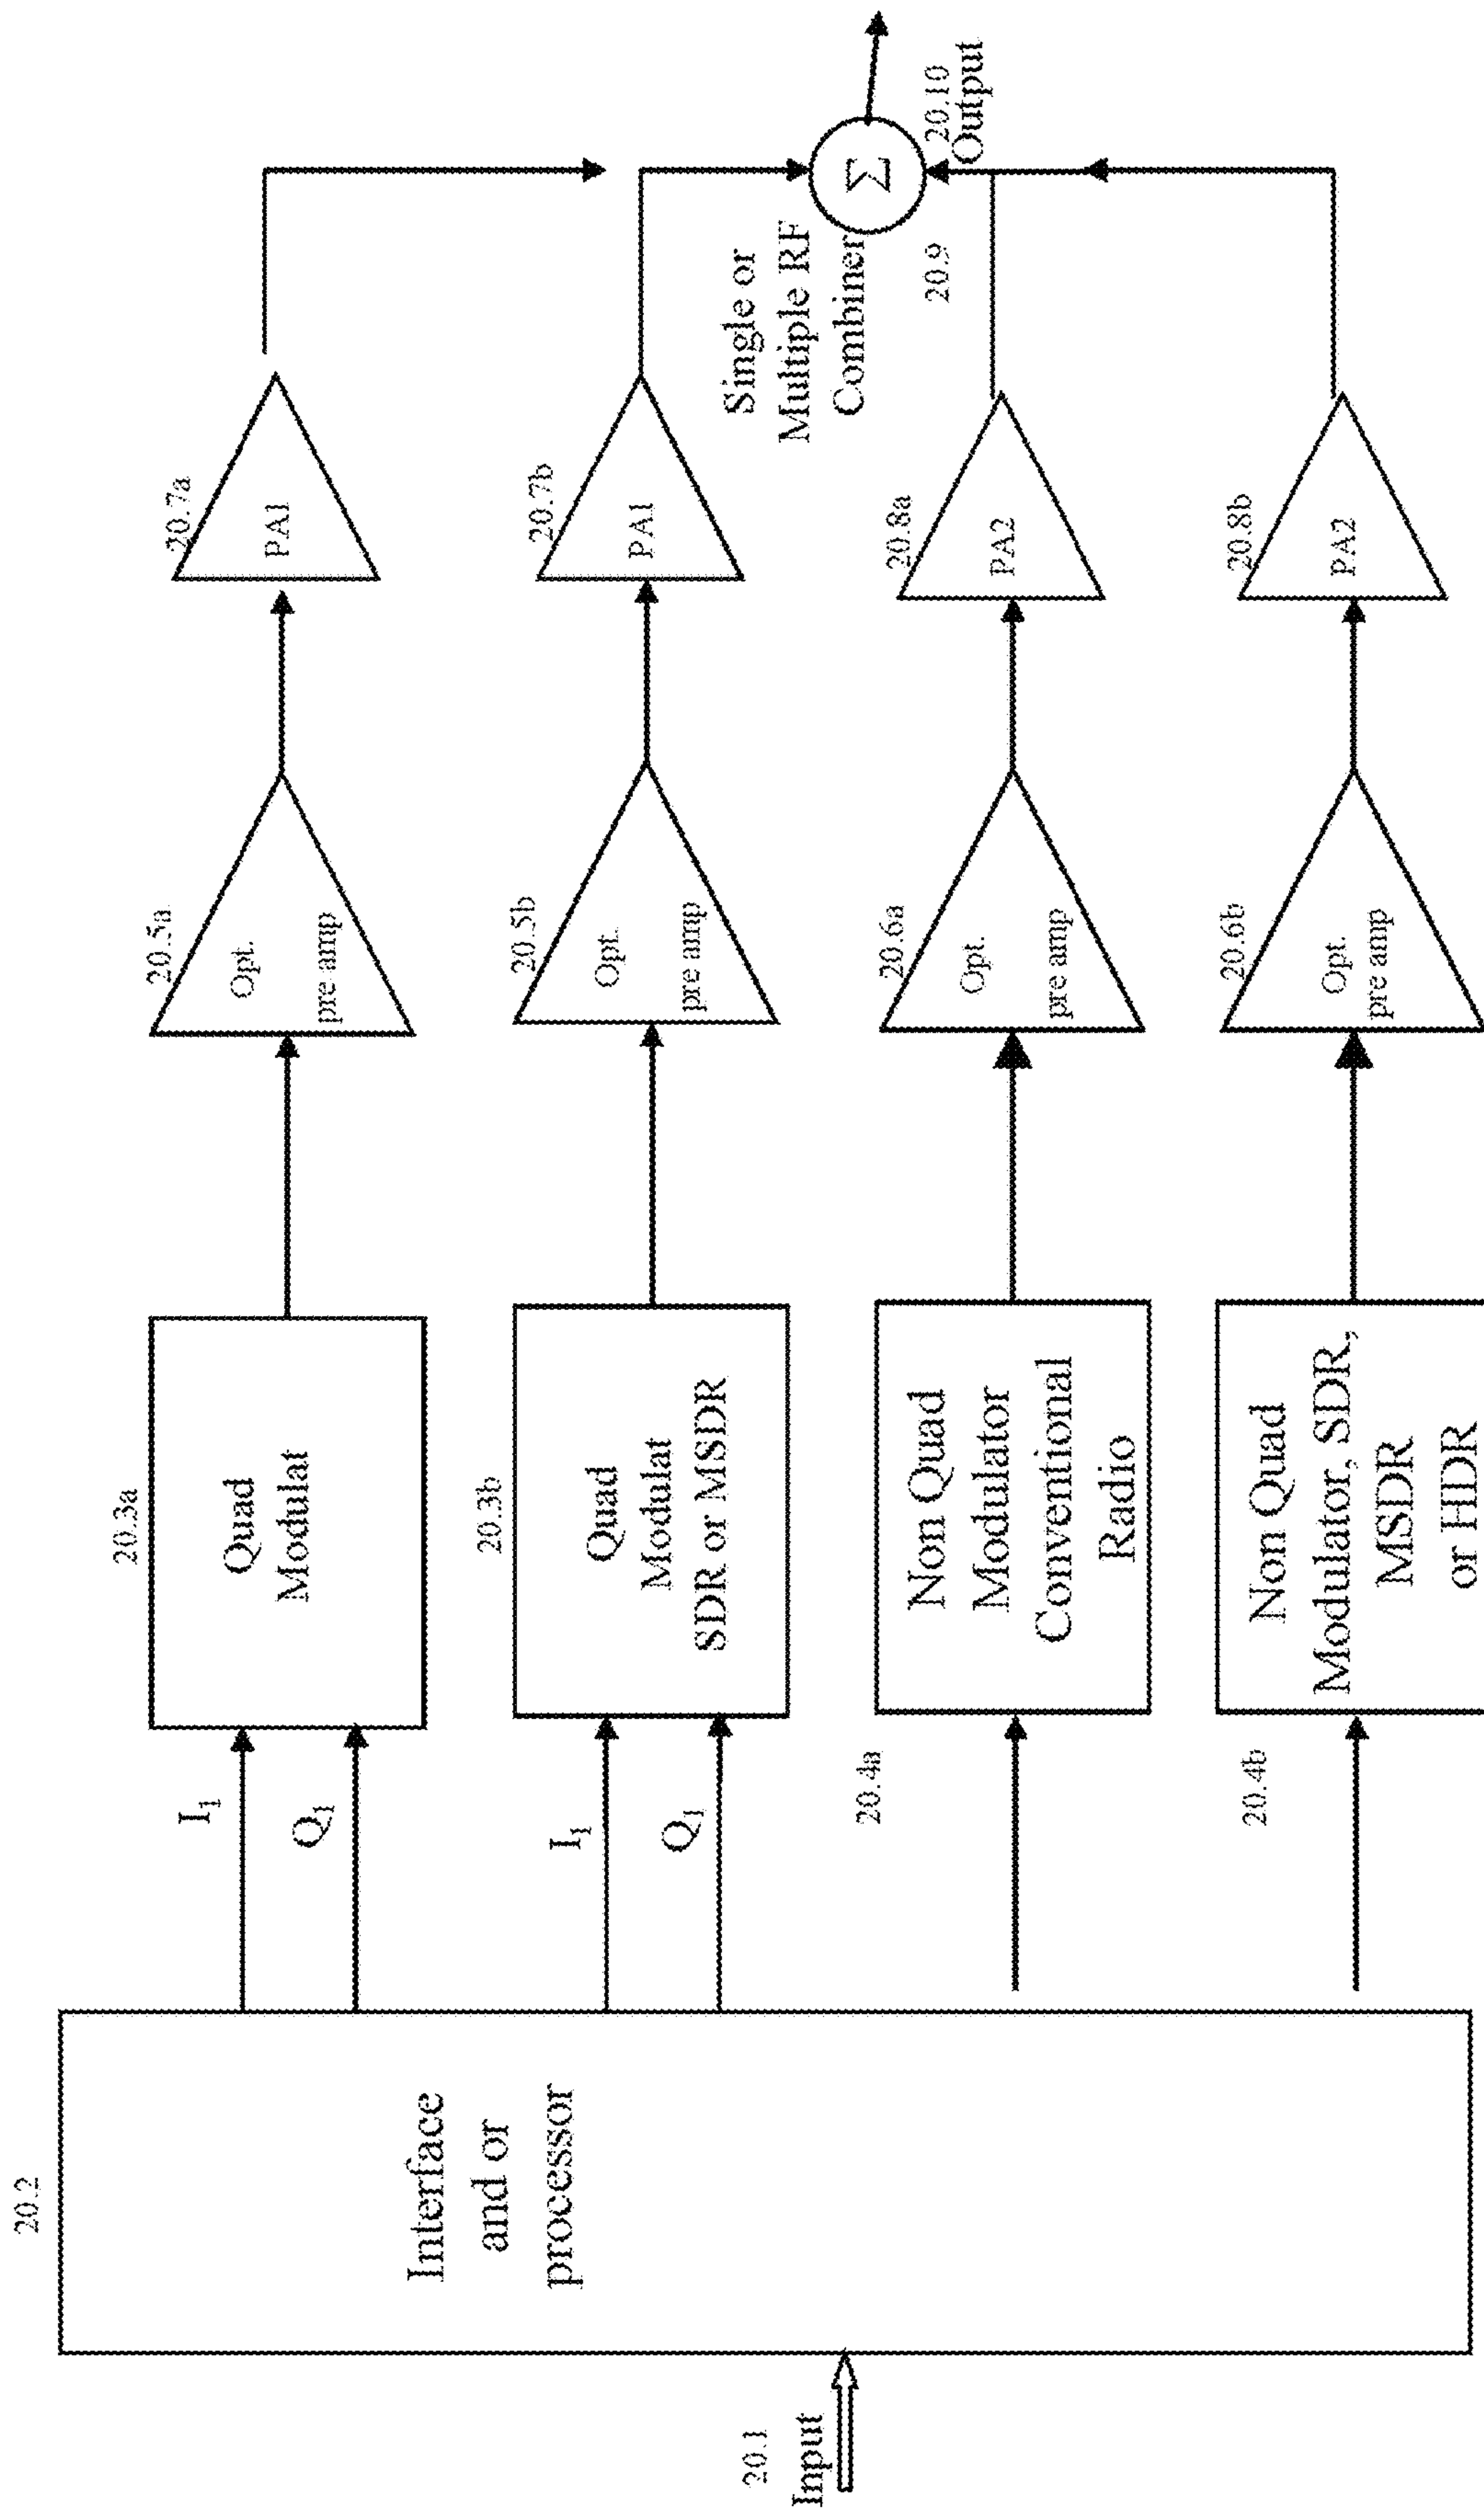 20.1
Input
20.2
Interface
and or
processor
I1
Q1
20.3a
Quad
Modulat
20.5a
Opt.
pre amp
20.7a
PA1
I1
Q1
20.3b
Quad
Modulat
SDR or MSDR
20.5b
Opt.
pre amp
20.7b
PA1
Single or
Multiple RF
Combiner
Σ
20.9
20.10
Output
20.4a
Non Quad
Modulator
Conventional
Radio
20.6a
Opt.
pre amp
20.8a
PA2
20.4b
Non Quad
Modulator, SDR,
MSDR
or HDR
20.6b
Opt.
pre amp
20.8b
PA2